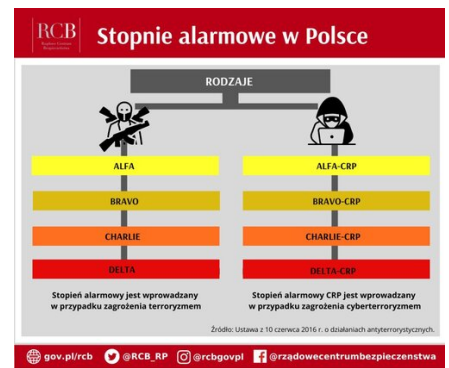 RCB
Rządowe Centrum
Bezpieczeństwa
Stopnie alarmowe w Polsce
RODZAJE
ALFA
BRAVO
CHARLIE
DELTA
Stopień alarmowy jest wprowadzany
w przypadku zagrożenia terroryzmem
ALFA-CRP
BRAVO-CRP
CHARLIE-CRP
DELTA-CRP
Stopień alarmowy CRP jest wprowadzany
w przypadku zagrożenia cyberterroryzmem
Źródło: Ustawa z 10 czerwca 2016 r. o działaniach antyterrorystycznych.
gov.pl/rcb @RCB_RP @rcbgovpl @rządowecentrumbezpieczenstwa